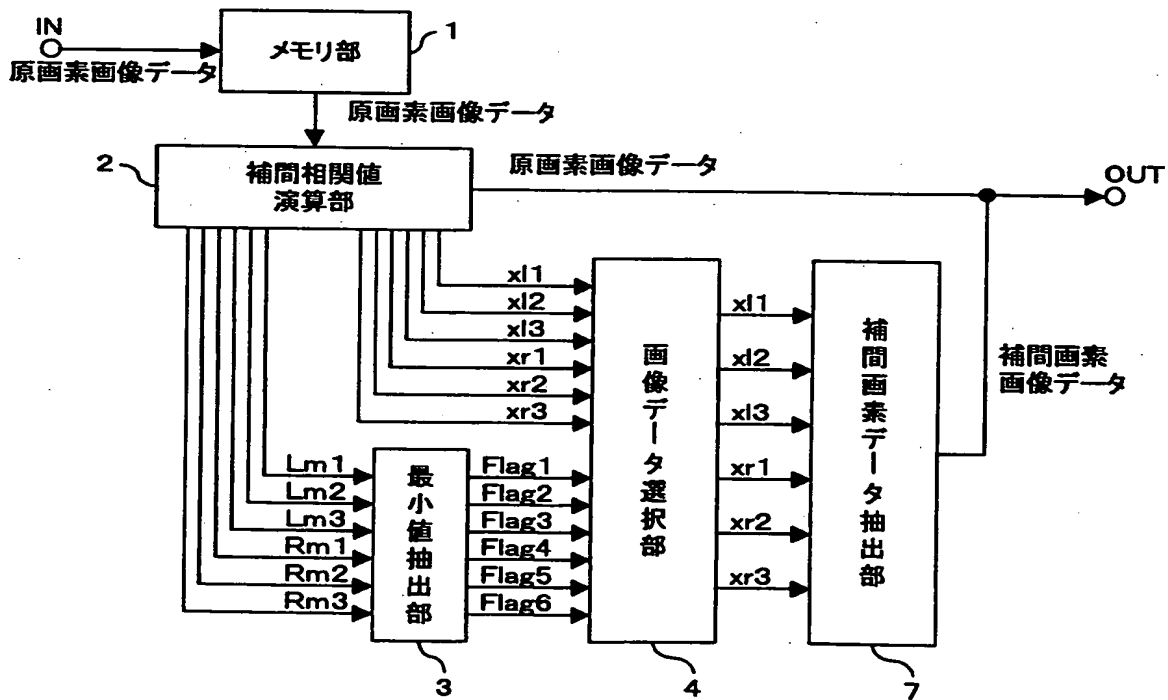 IN
原画素画像データ
メモリ部
1
原画素画像データ
2
補間相関値
演算部
原画素画像データ
OUT
xl1
xl2
xl3
xr1
xr2
xr3
Lm1
Lm2
Lm3
Rm1
Rm2
Rm3
最小値抽出部
3
Flag1
Flag2
Flag3
Flag4
Flag5
Flag6
画像データ選択部
4
xl1
xl2
xl3
xr1
xr2
xr3
補間画素データ抽出部
7
補間画素
画像データ